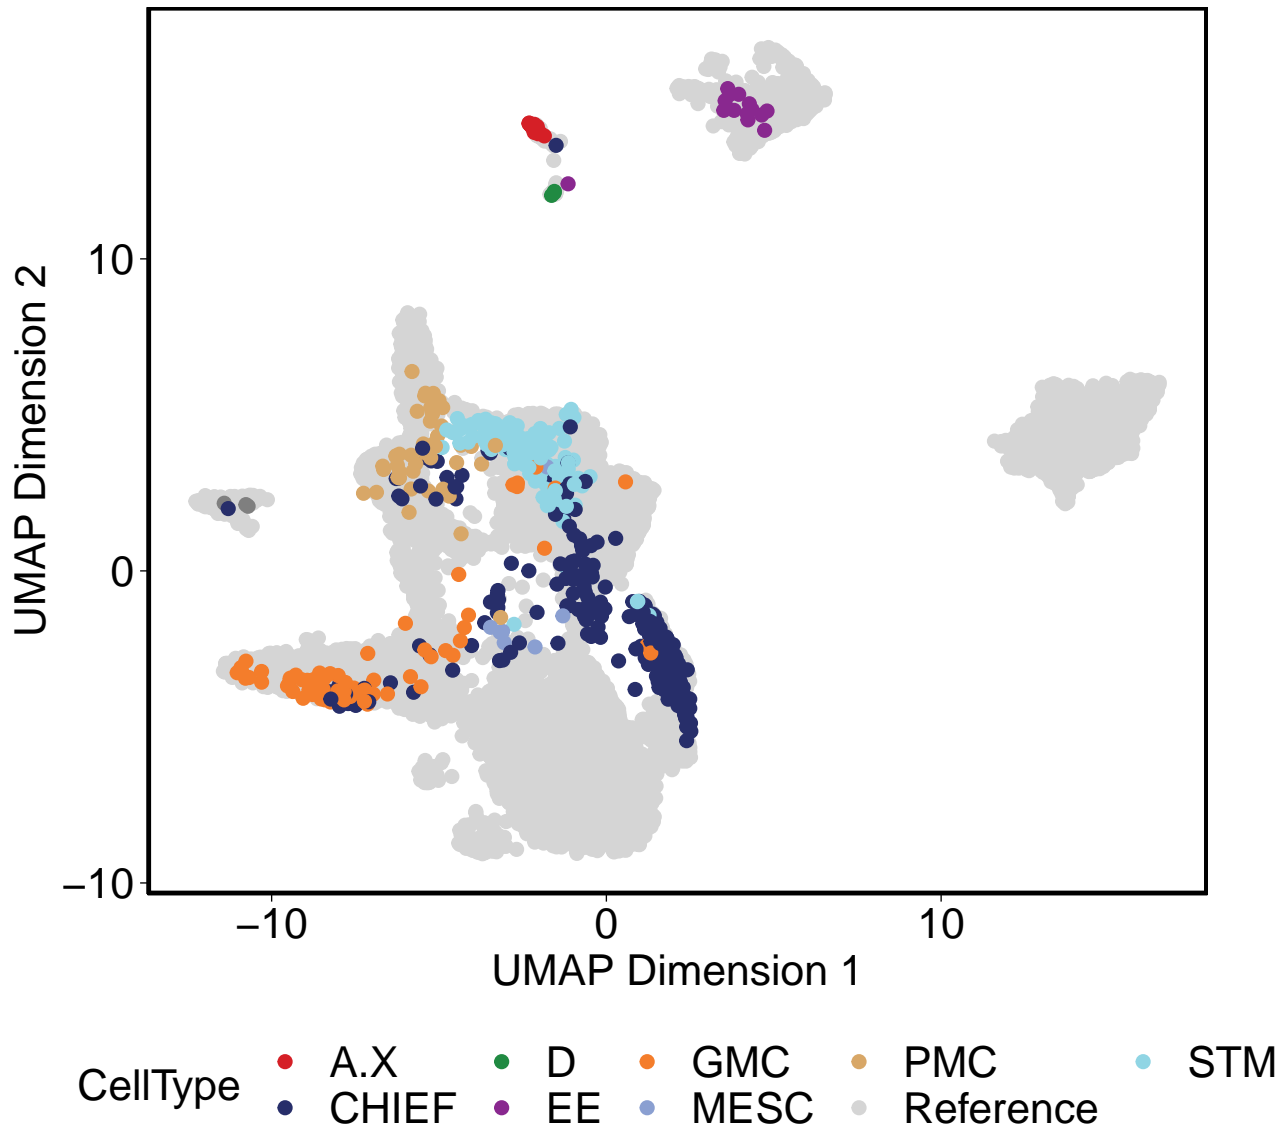 10
0
−10
UMAP Dimension 2
−10 0 10
UMAP Dimension 1
CellType
A.X D GMC PMC STM
CHIEF EE MESC Reference